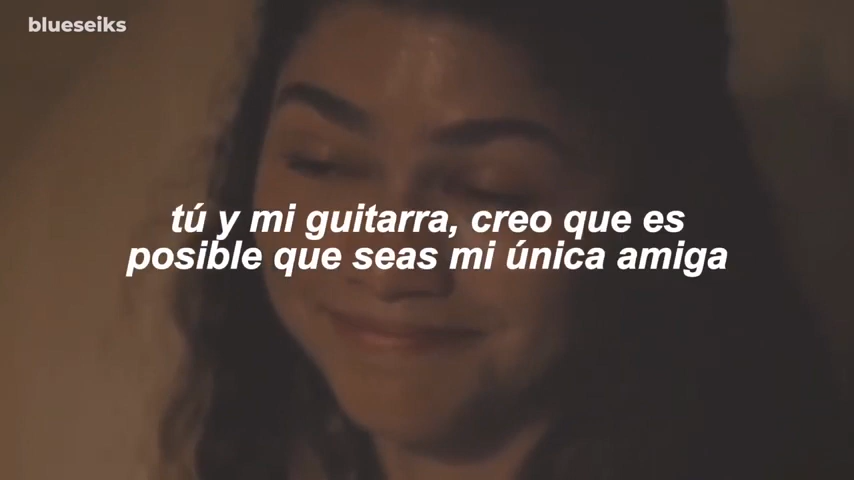 blueseiks
tú y mi guitarra, creo que es
posible que seas mi única amiga